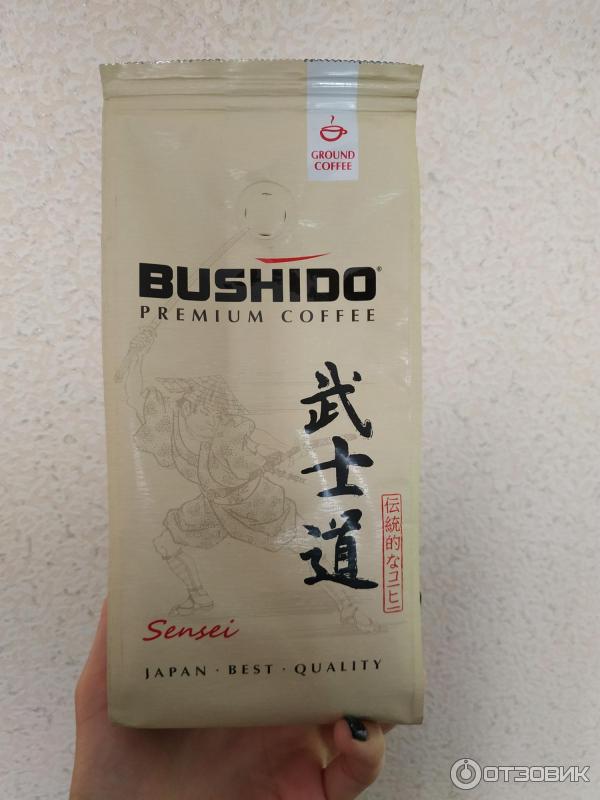 GROUND
COFFEE
BUSHIDO®
PREMIUM COFFEE
武士道
伝統的なコヒニ
Sensei
JAPAN · BEST · QUALITY
ОТЗОВИК